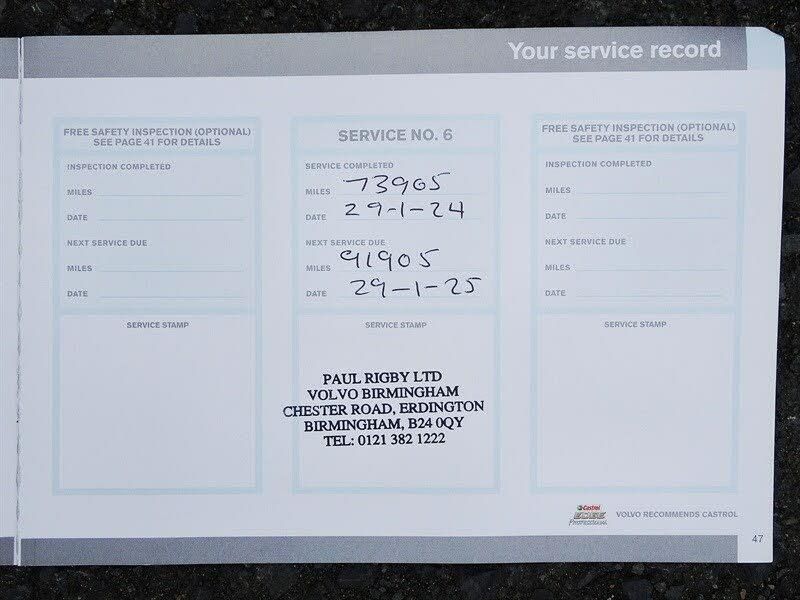 Your service record
FREE SAFETY INSPECTION (OPTIONAL)
SEE PAGE 41 FOR DETAILS
INSPECTION COMPLETED
MILES
DATE
NEXT SERVICE DUE
MILES
DATE
SERVICE STAMP
SERVICE NO. 6
SERVICE COMPLETED
MILES 73905
DATE 29-1-24
NEXT SERVICE DUE
MILES 91905
DATE 29-1-25
SERVICE STAMP
PAUL RIGBY LTD
VOLVO BIRMINGHAM
CHESTER ROAD, ERDINGTON
BIRMINGHAM, B24 0QY
TEL: 0121 382 1222
FREE SAFETY INSPECTION (OPTIONAL)
SEE PAGE 41 FOR DETAILS
INSPECTION COMPLETED
MILES
DATE
NEXT SERVICE DUE
MILES
DATE
SERVICE STAMP
Castrol
EDGE
PROFESSIONAL
VOLVO RECOMMENDS CASTROL
47